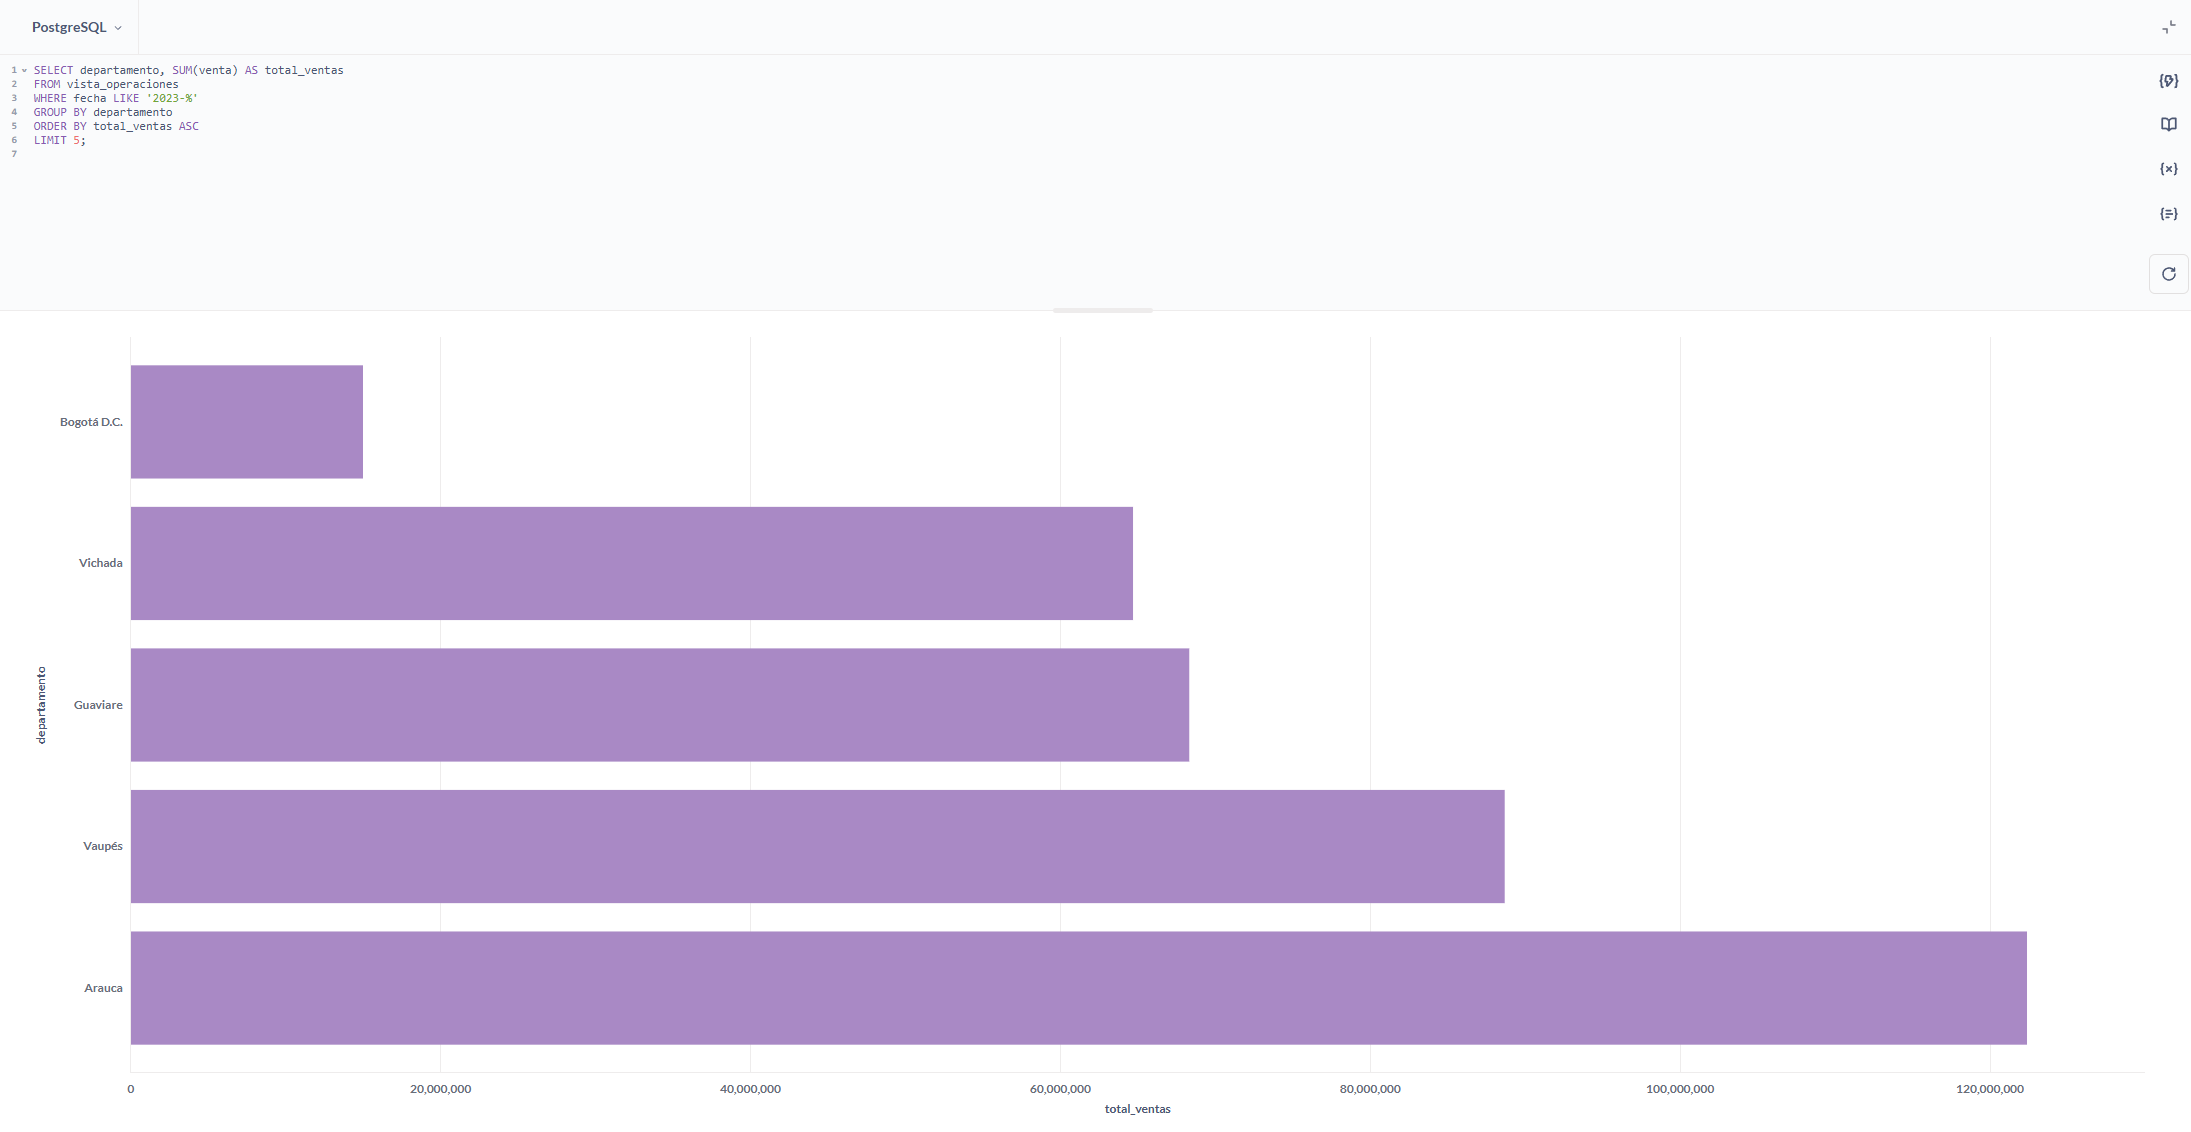 PostgreSQL
1 SELECT departamento, SUM(venta) AS total_ventas
2 FROM vista_operaciones
3 WHERE fecha LIKE '2023-%'
4 GROUP BY departamento
5 ORDER BY total_ventas ASC
6 LIMIT 5;
7
Bogotá D.C.
Vichada
Guaviare
Vaupés
Arauca
departamento
0 20,000,000 40,000,000 60,000,000 80,000,000 100,000,000 120,000,000
total_ventas